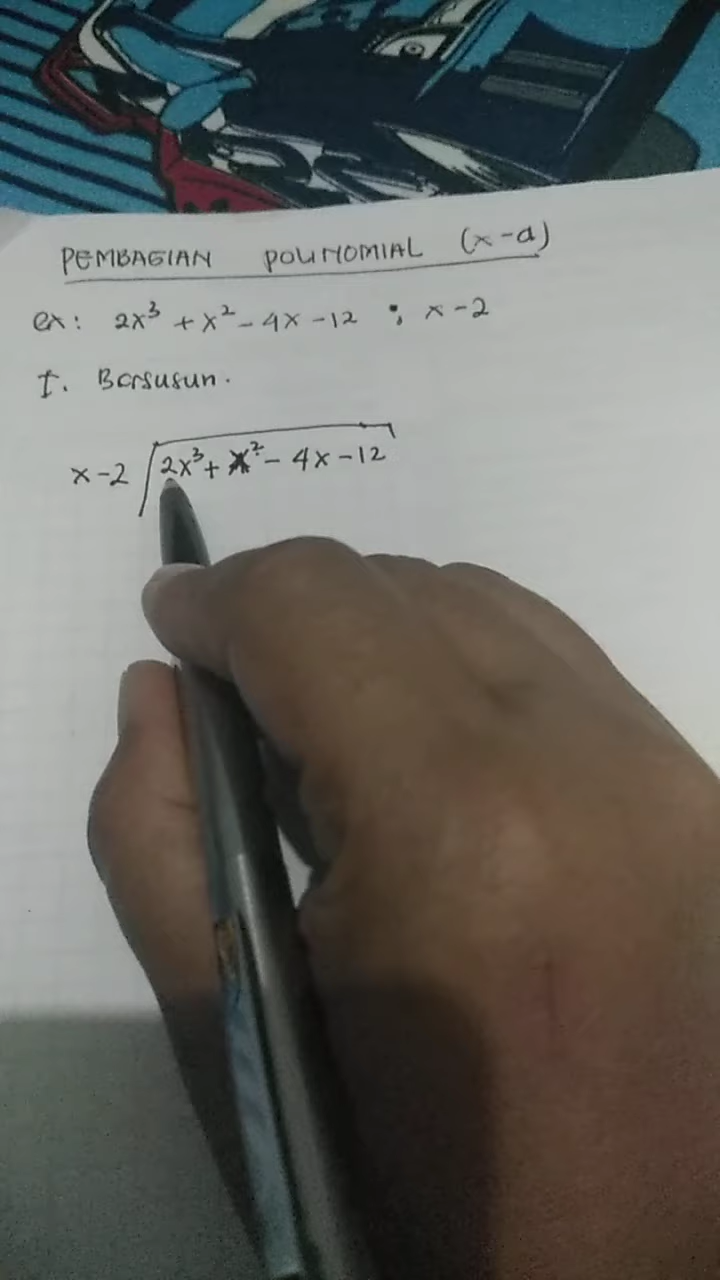 PEMBAGIAN POLINOMIAL (x-a)
ex: 2x³ + x² - 4x - 12 : x - 2
I. Bersusun.
x-2 2x³ + x² - 4x - 12